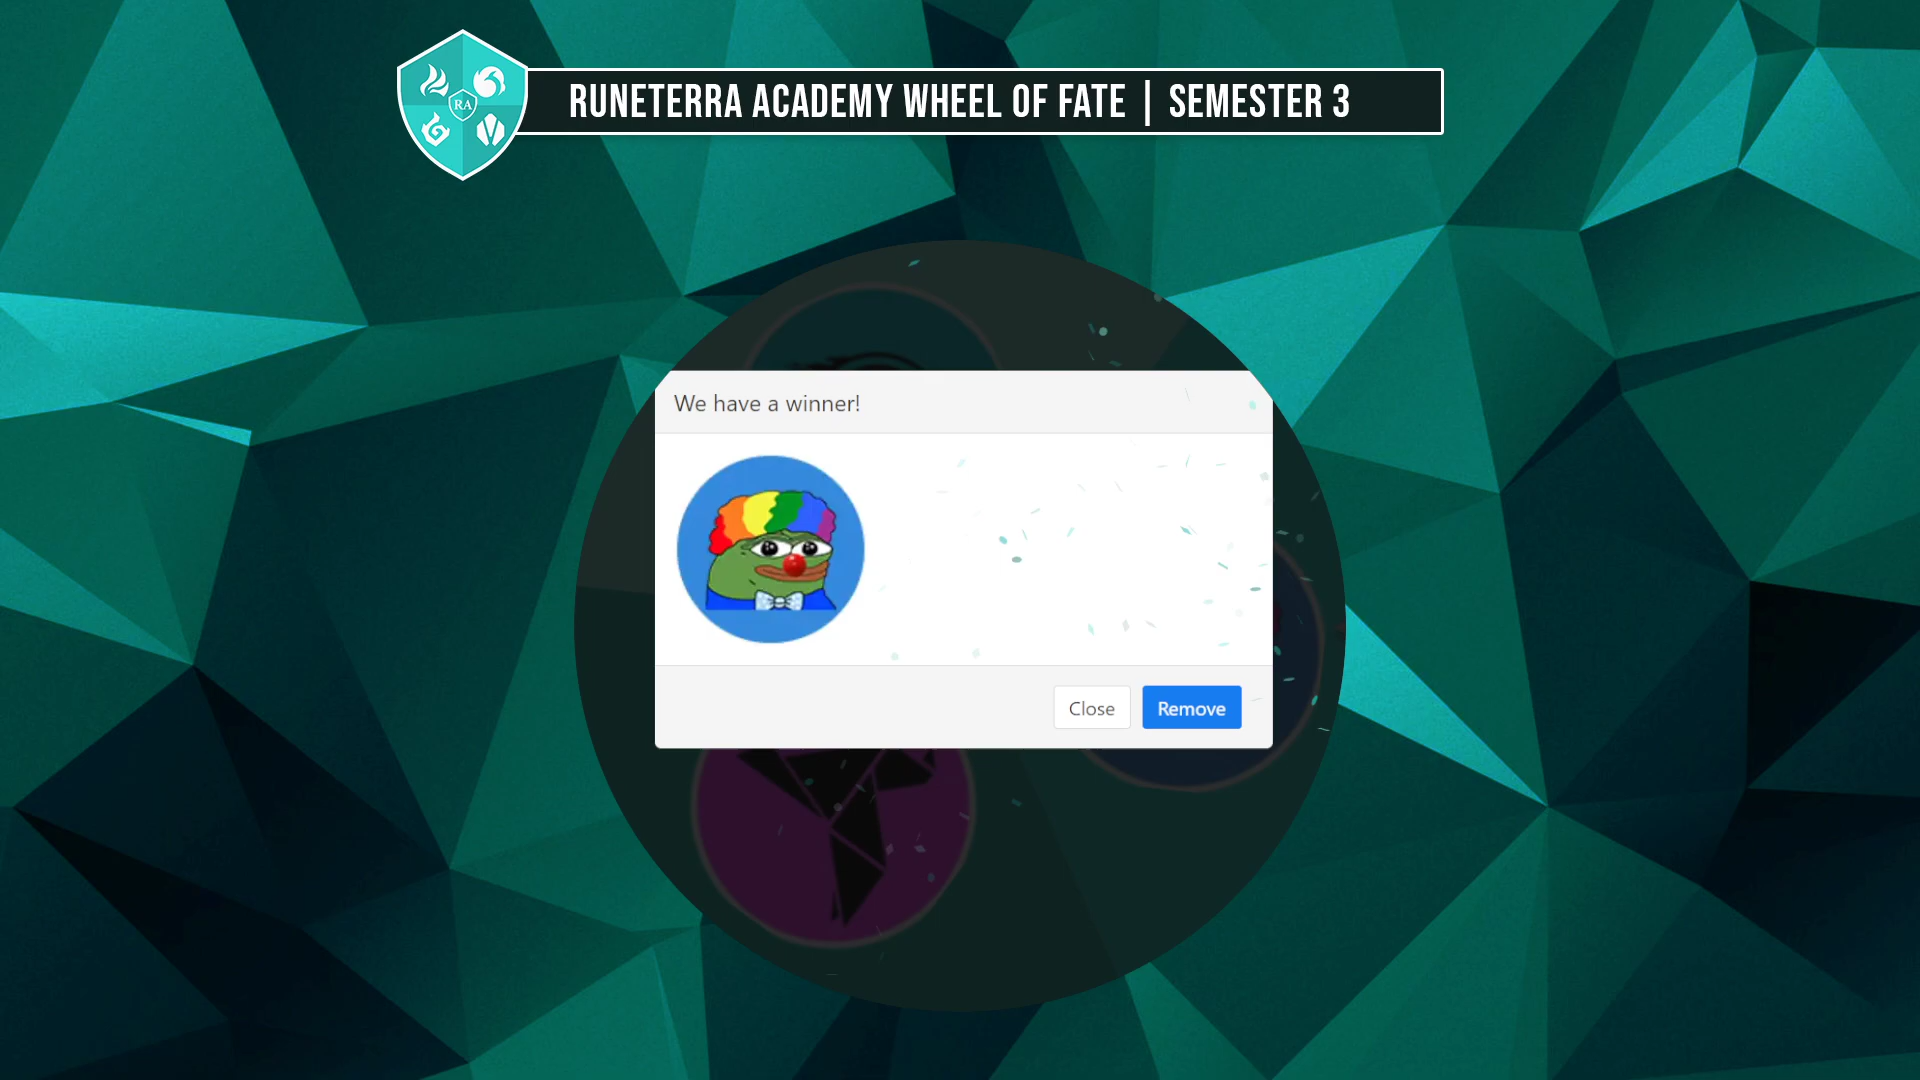 RA
RUNETERRA ACADEMY WHEEL OF FATE | SEMESTER 3
We have a winner!
Close
Remove